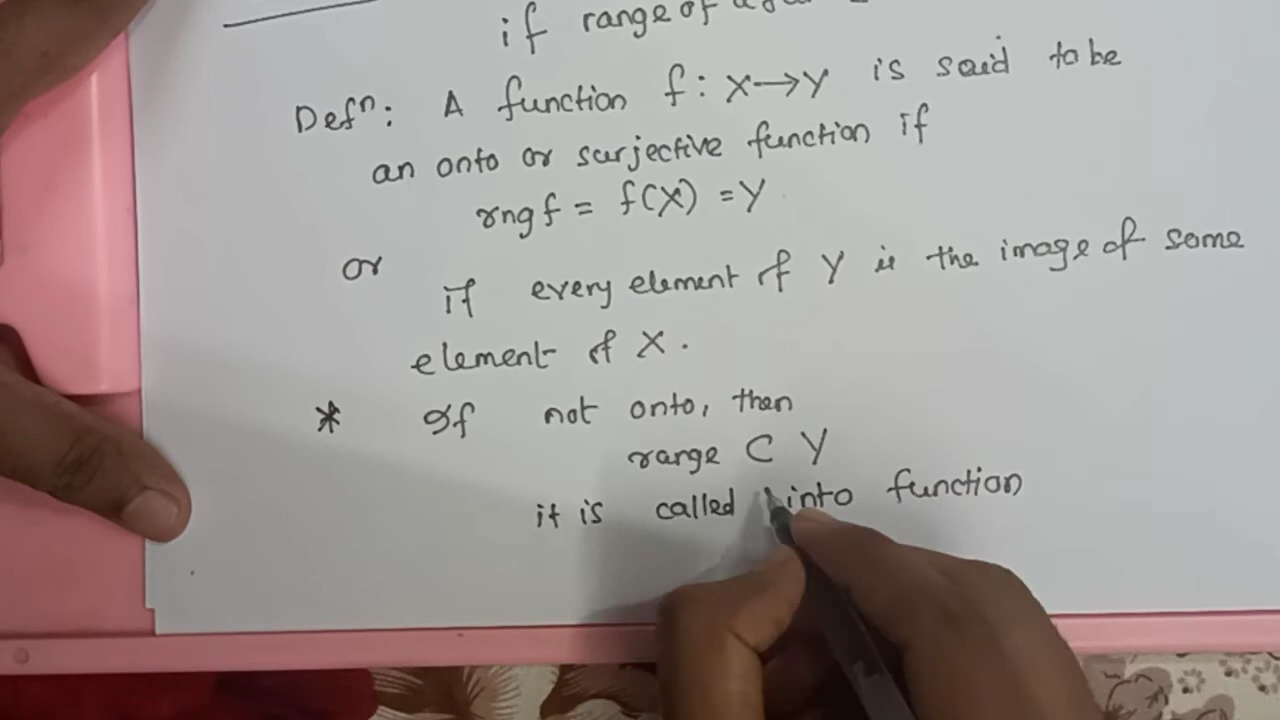 if range of a
Defⁿ: A function f: X→Y is said to be
an onto or surjective function if
rng f = f(X) = Y
or
if every element of Y is the image of some
element of X.
* If not onto, then
range ⊂ Y
it is called into function